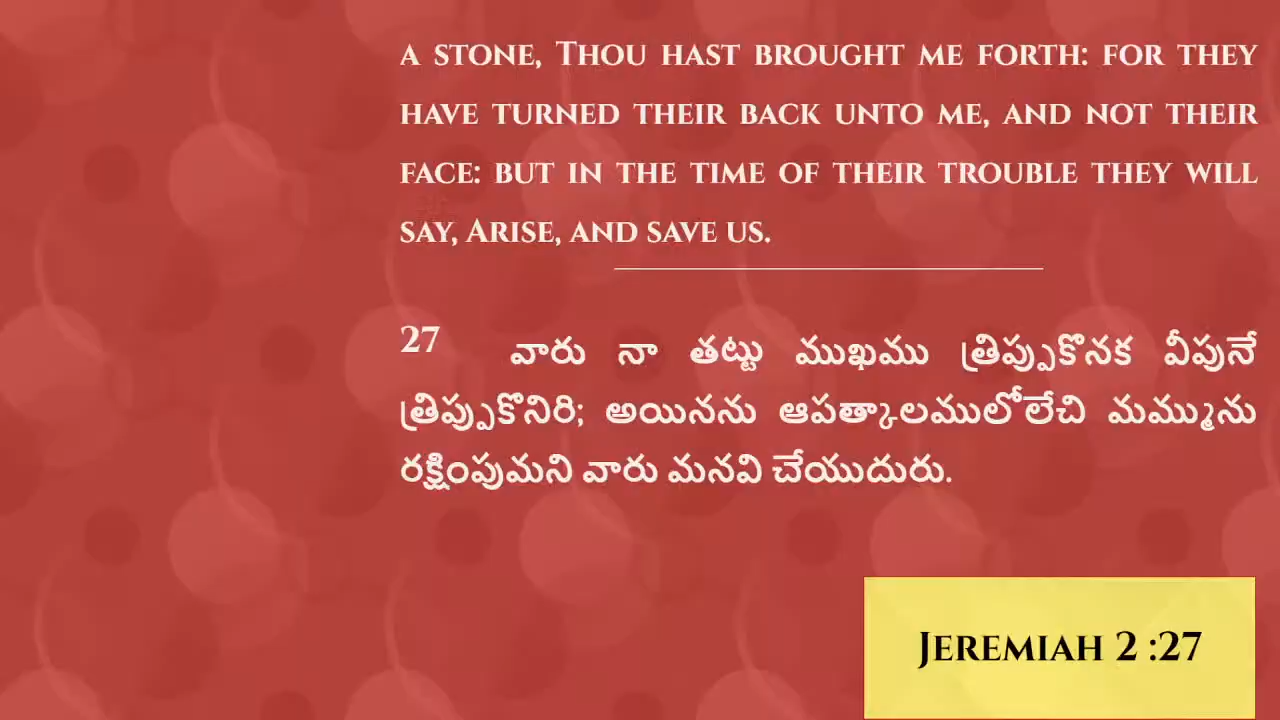 A STONE, THOU HAST BROUGHT ME FORTH: FOR THEY
HAVE TURNED THEIR BACK UNTO ME, AND NOT THEIR
FACE: BUT IN THE TIME OF THEIR TROUBLE THEY WILL
SAY, ARISE, AND SAVE US.
27 వారు నా తట్టు ముఖము త్రిప్పుకొనక వీపునే
త్రిప్పుకొనిరి; అయినను ఆపత్కాలములోలేచి మమ్మును
రక్షింపుమని వారు మనవి చేయుదురు.
JEREMIAH 2 :27